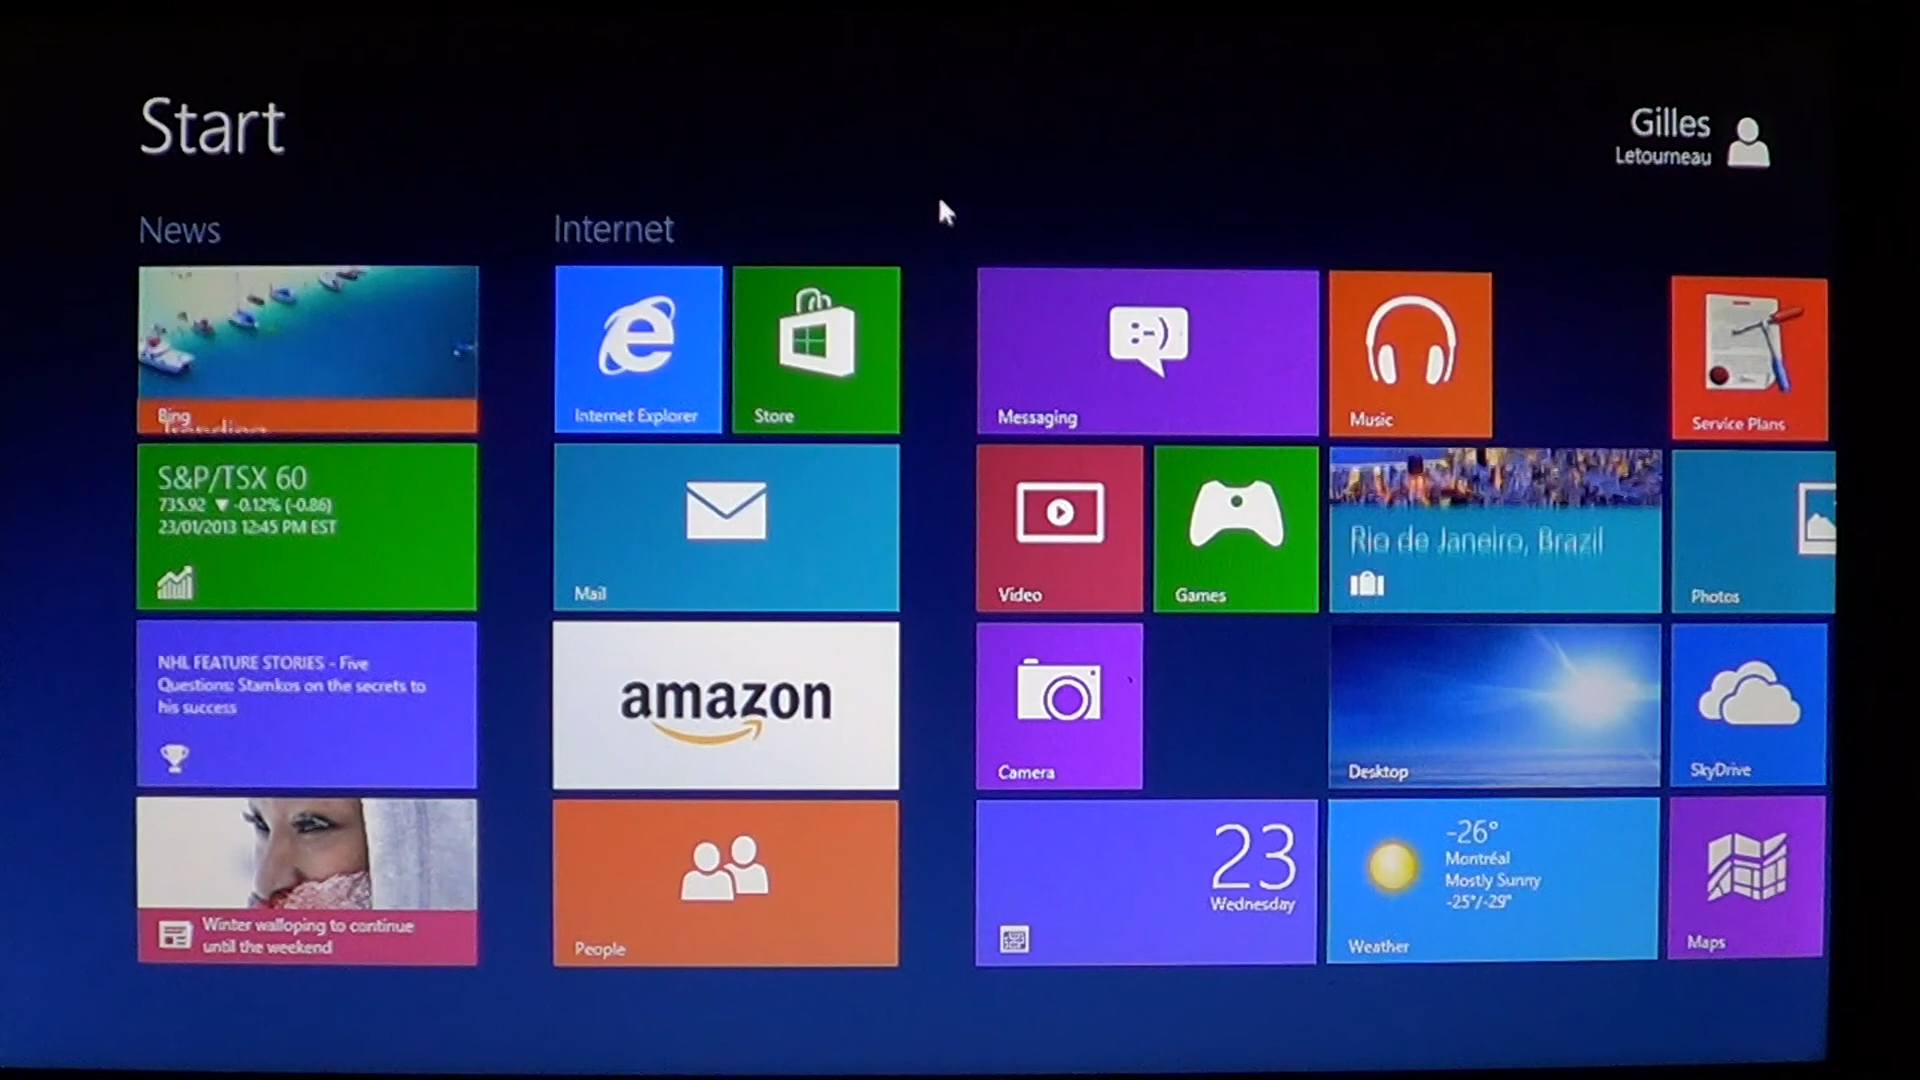 Start
Gilles
Letourneau
News
Internet
Bing
Trending
Internet Explorer
Store
Messaging
Music
Service Plans
S&P/TSX 60
735.92 ▼ -0.12% (-0.86)
23/01/2013 12:45 PM EST
Mail
Video
Games
Rio de Janeiro, Brazil
Photos
NHL FEATURE STORIES - Five
Questions: Stamkos on the secrets to
his success
amazon
Camera
Desktop
SkyDrive
Winter walloping to continue
until the weekend
People
23
Wednesday
-26°
Montréal
Mostly Sunny
-25°/-29°
Weather
Maps